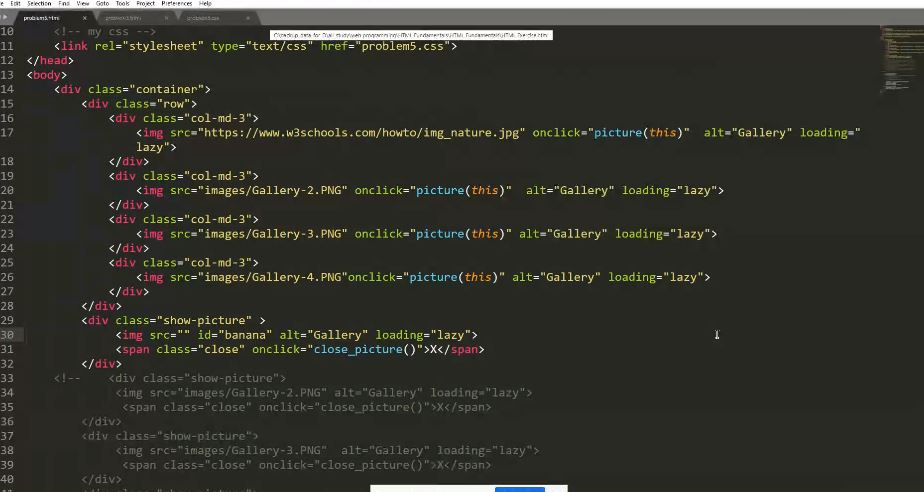 File Edit Selection Find View Goto Tools Project Preferences Help
problem5.html × problem3.html × problem5.css ×
10 <!-- my css -->
11 <link rel="stylesheet" type="text/css" href="problem5.css">
12 </head>
13 <body>
14 <div class="container">
15 <div class="row">
16 <div class="col-md-3">
17 <img src="https://www.w3schools.com/howto/img_nature.jpg" onclick="picture(this)" alt="Gallery" loading="
lazy">
18 </div>
19 <div class="col-md-3">
20 <img src="images/Gallery-2.PNG" onclick="picture(this)" alt="Gallery" loading="lazy">
21 </div>
22 <div class="col-md-3">
23 <img src="images/Gallery-3.PNG" onclick="picture(this)" alt="Gallery" loading="lazy">
24 </div>
25 <div class="col-md-3">
26 <img src="images/Gallery-4.PNG"onclick="picture(this)" alt="Gallery" loading="lazy">
27 </div>
28 </div>
29 <div class="show-picture" >
30 <img src="" id="banana" alt="Gallery" loading="lazy">
31 <span class="close" onclick="close_picture()">X</span>
32 </div>
33 <!-- <div class="show-picture">
34 <img src="images/Gallery-2.PNG" alt="Gallery" loading="lazy">
35 <span class="close" onclick="close_picture()">X</span>
36 </div>
37 <div class="show-picture">
38 <img src="images/Gallery-3.PNG" alt="Gallery" loading="lazy">
39 <span class="close" onclick="close_picture()">X</span>
40 </div>